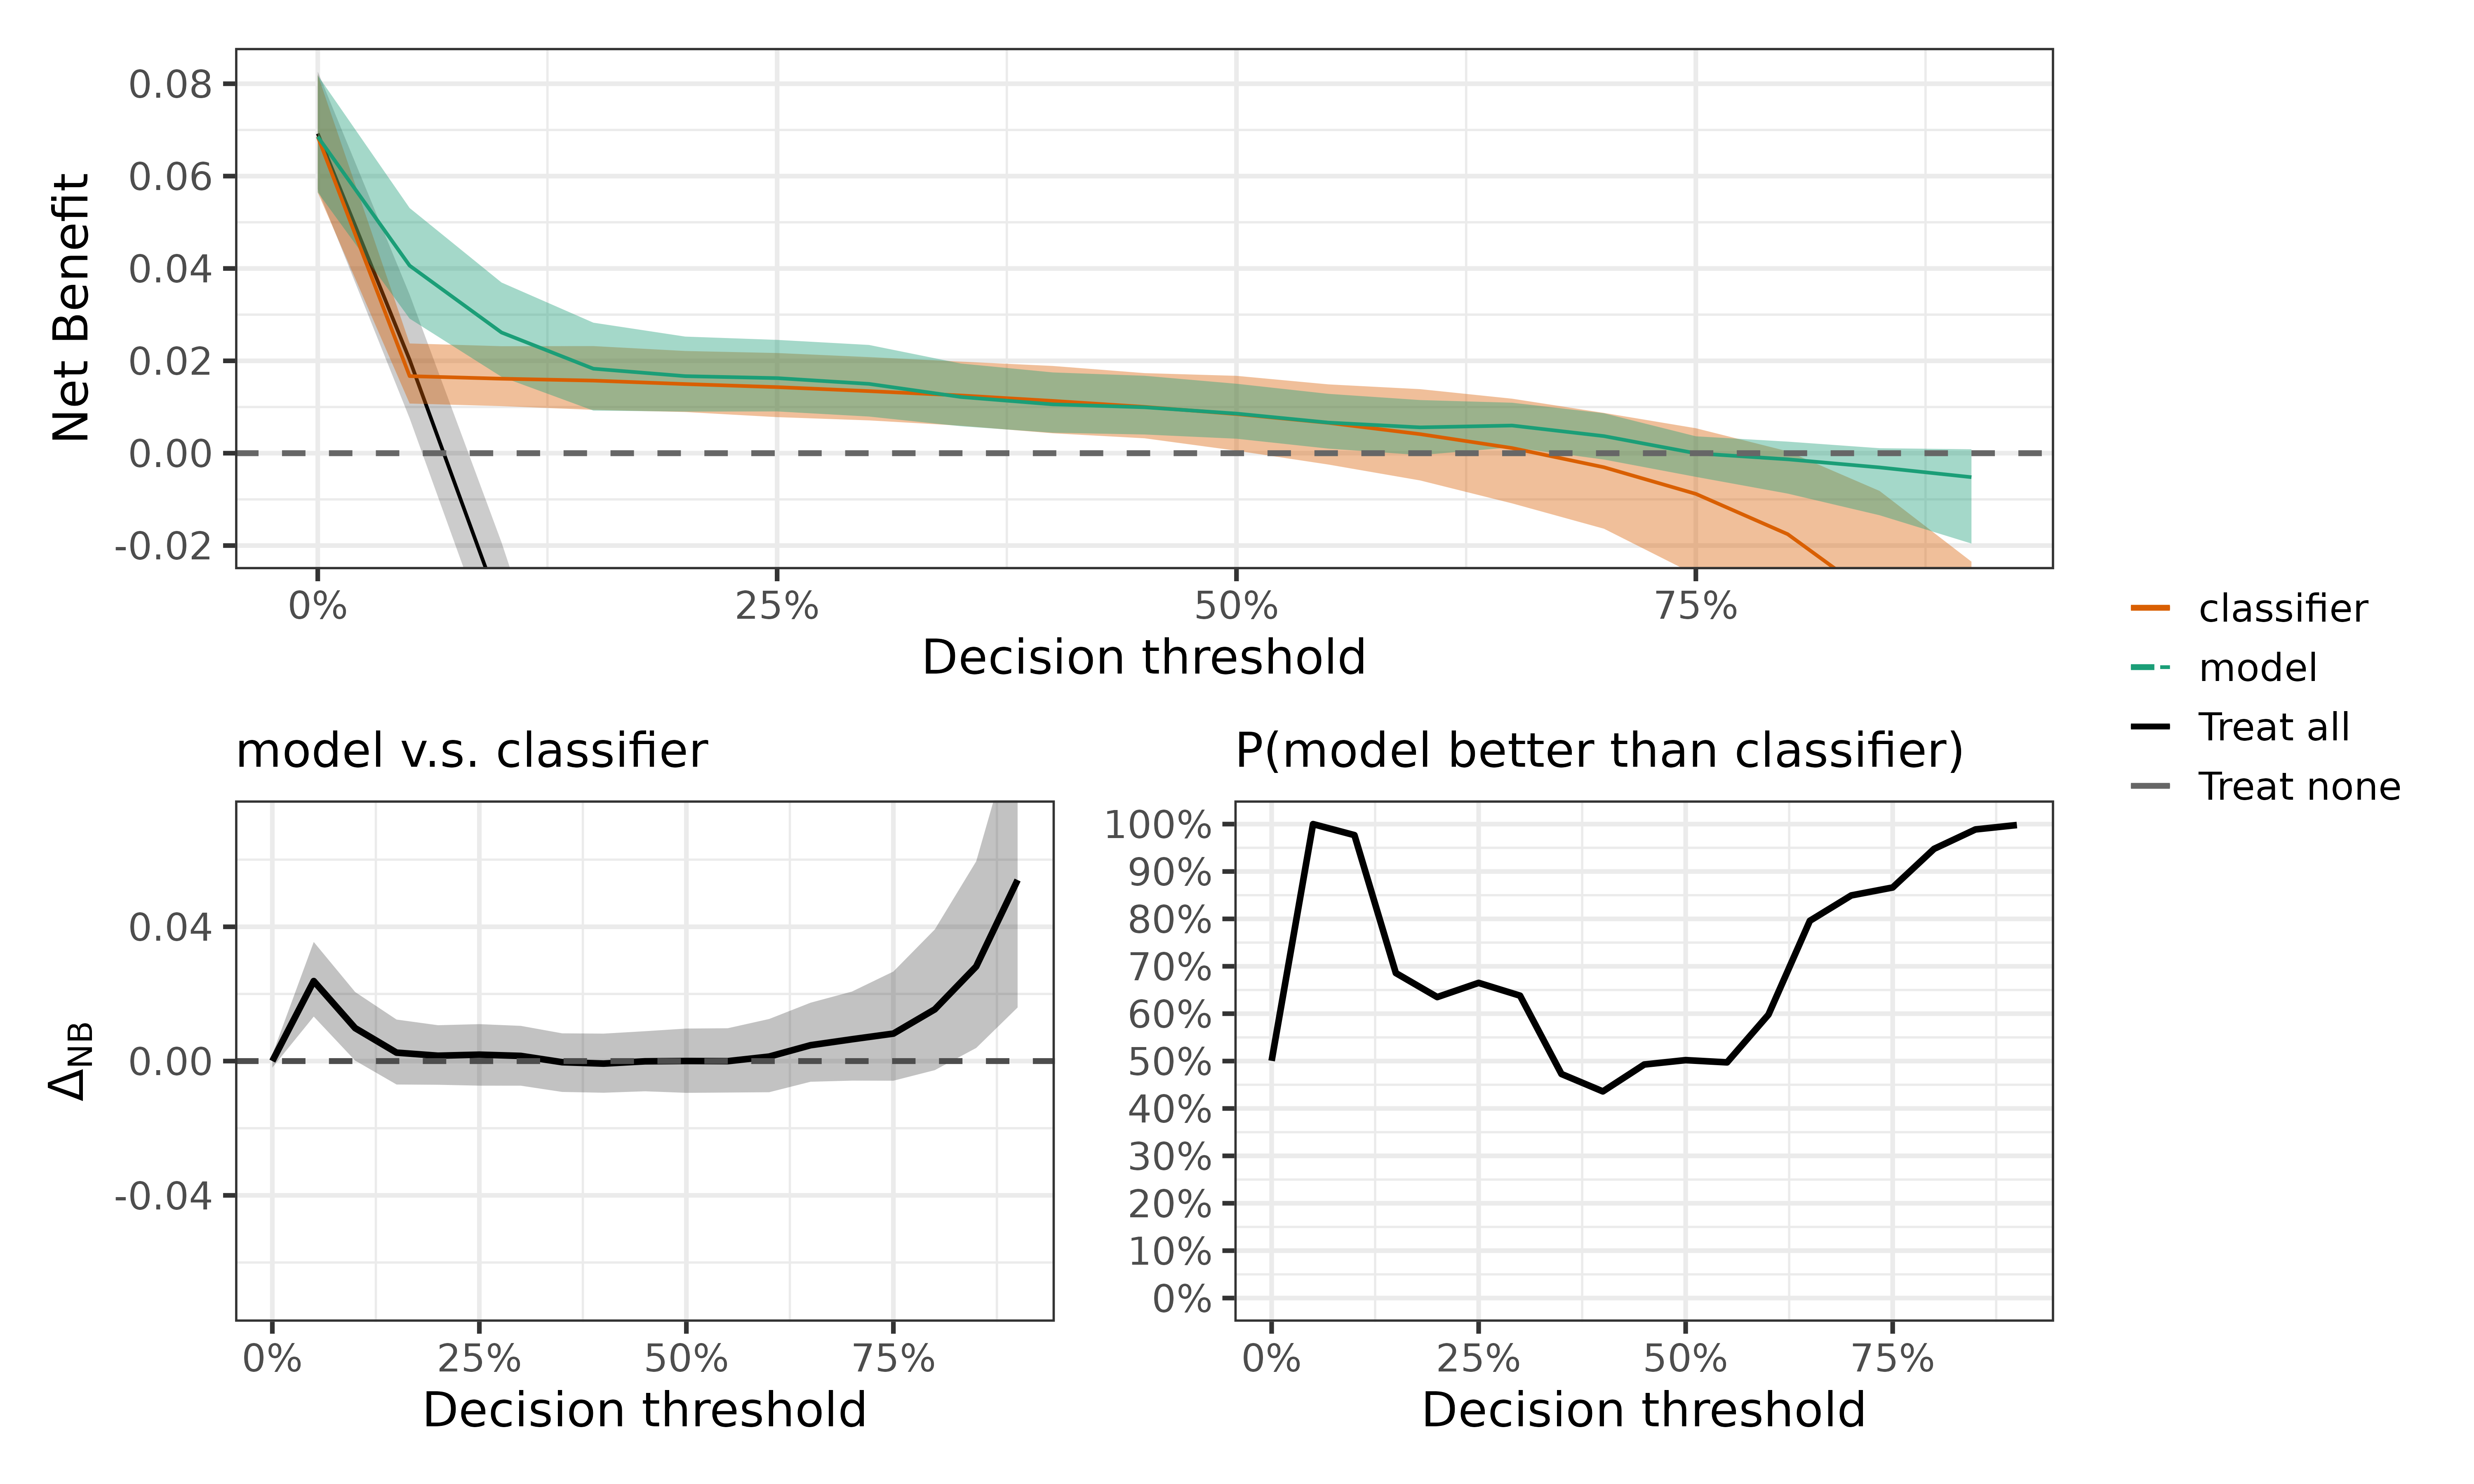 Net Benefit
0.08
0.06
0.04
0.02
0.00
-0.02
0%
25%
50%
75%
Decision threshold
classifier
model
Treat all
Treat none
model v.s. classifier
ΔNB
0.04
0.00
-0.04
0%
25%
50%
75%
Decision threshold
P(model better than classifier)
100%
90%
80%
70%
60%
50%
40%
30%
20%
10%
0%
0%
25%
50%
75%
Decision threshold